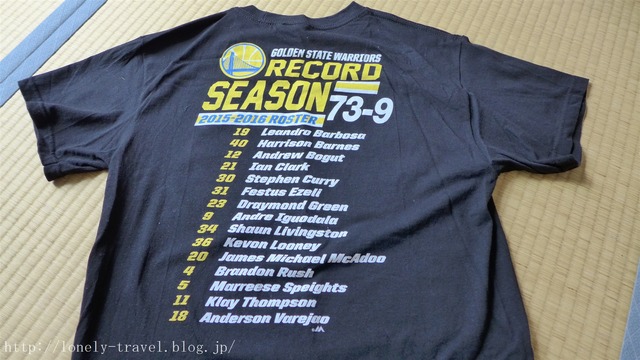 GOLDEN STATE WARRIORS
RECORD
SEASON 73-9
2015-2016 ROSTER
19 Leandro Barbosa
40 Harrison Barnes
12 Andrew Bogut
21 Ian Clark
30 Stephen Curry
31 Festus Ezeli
23 Draymond Green
9 Andre Iguodala
34 Shaun Livingston
36 Kevon Looney
20 James Michael McAdoo
4 Brandon Rush
5 Marreese Speights
11 Klay Thompson
18 Anderson Varejao
http://lonely-travel.blog.jp/